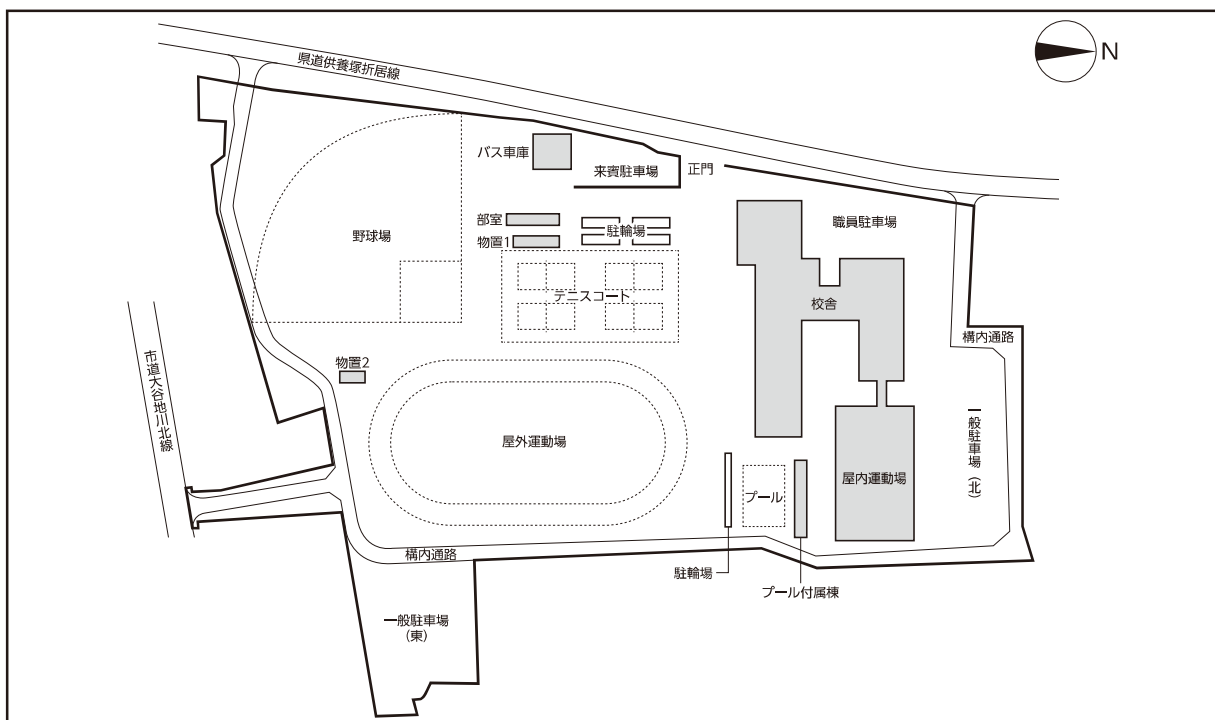 県道供養塚折居線
N
バス車庫
来賓駐車場
正門
部室
駐輪場
職員駐車場
物置1
野球場
テニスコート
校舎
構内通路
市道大谷地川北線
物置2
屋外運動場
一般駐車場(北)
屋内運動場
プール
構内通路
駐輪場
プール付属棟
一般駐車場
(東)